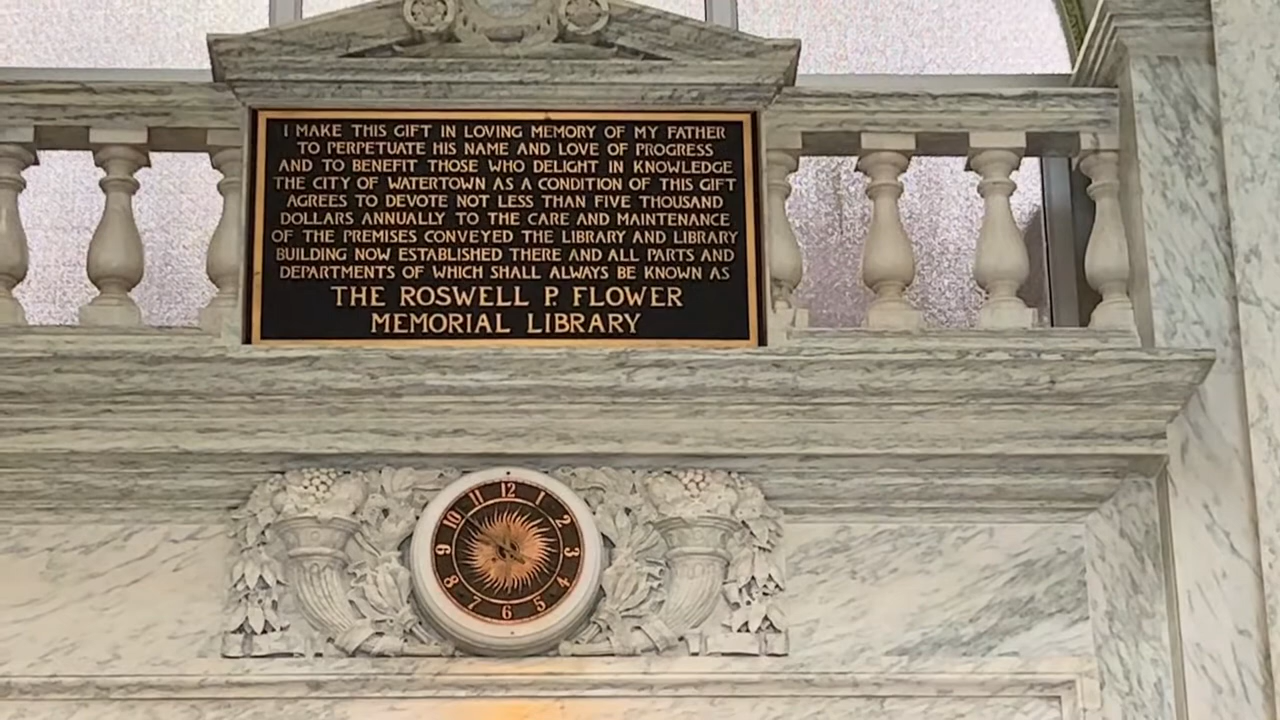 I MAKE THIS GIFT IN LOVING MEMORY OF MY FATHER
TO PERPETUATE HIS NAME AND LOVE OF PROGRESS
AND TO BENEFIT THOSE WHO DELIGHT IN KNOWLEDGE
THE CITY OF WATERTOWN AS A CONDITION OF THIS GIFT
AGREES TO DEVOTE NOT LESS THAN FIVE THOUSAND
DOLLARS ANNUALLY TO THE CARE AND MAINTENANCE
OF THE PREMISES CONVEYED THE LIBRARY AND LIBRARY
BUILDING NOW ESTABLISHED THERE AND ALL PARTS AND
DEPARTMENTS OF WHICH SHALL ALWAYS BE KNOWN AS
THE ROSWELL P. FLOWER
MEMORIAL LIBRARY
12
1
2
3
4
5
6
7
8
9
10
11